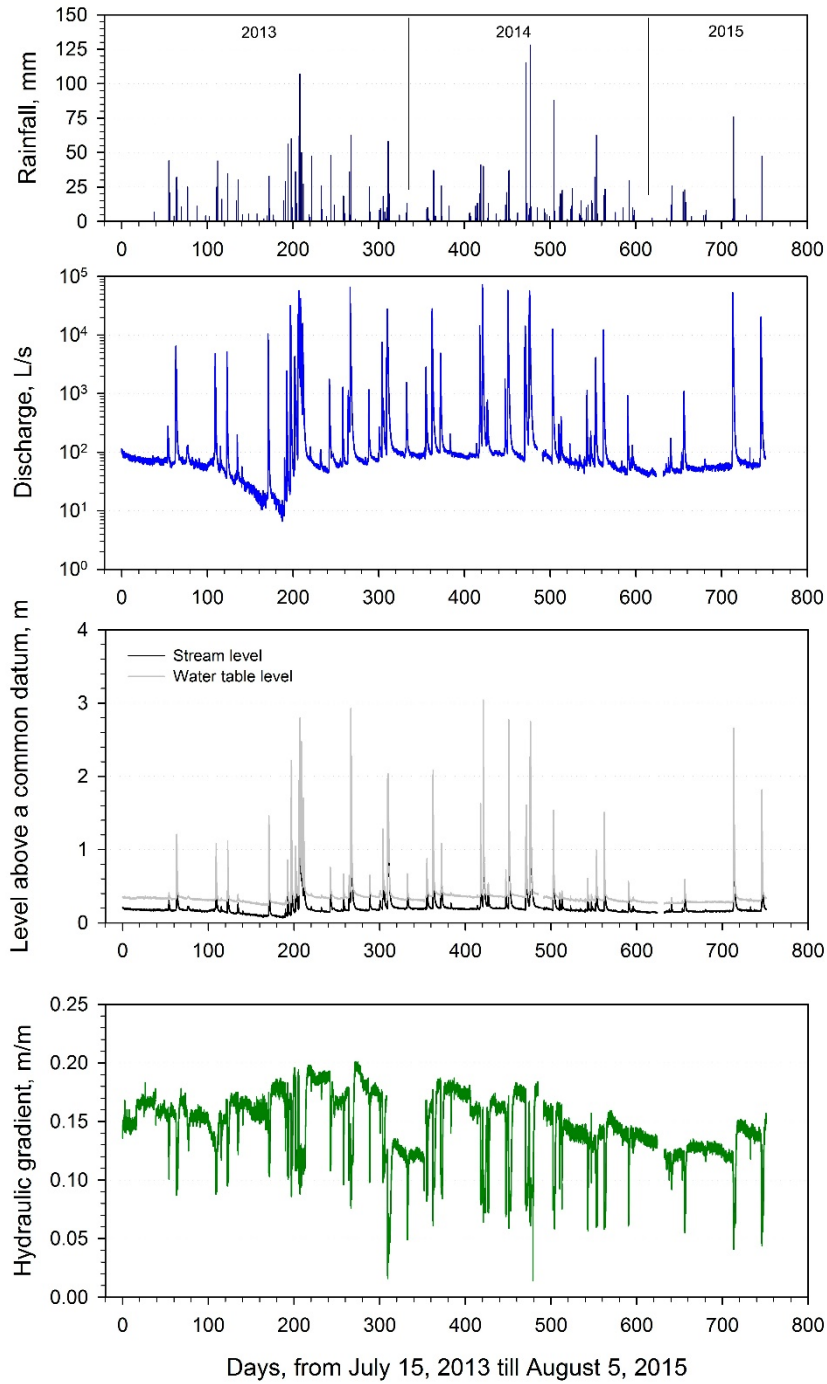 150
125
100
75
50
25
0
Rainfall, mm
2013
2014
2015
0 100 200 300 400 500 600 700 800
10⁵
10⁴
10³
10²
10¹
10⁰
Discharge, L/s
0 100 200 300 400 500 600 700 800
4
3
2
1
0
Level above a common datum, m
Stream level
Water table level
0 100 200 300 400 500 600 700 800
0.25
0.20
0.15
0.10
0.05
0.00
Hydraulic gradient, m/m
0 100 200 300 400 500 600 700 800
Days, from July 15, 2013 till August 5, 2015